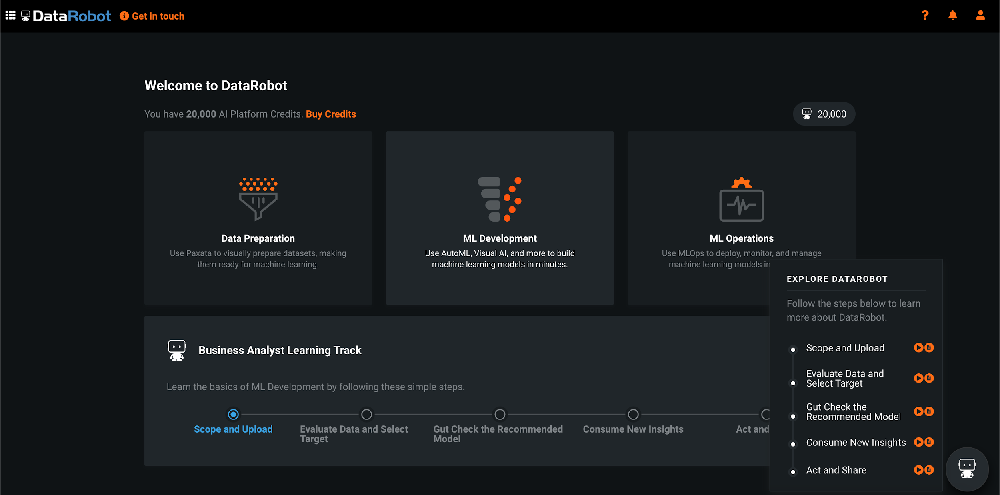 DataRobot Get in touch
Welcome to DataRobot
You have 20,000 AI Platform Credits. Buy Credits
20,000
Data Preparation
Use Paxata to visually prepare datasets, making
them ready for machine learning.
ML Development
Use AutoML, Visual AI, and more to build
machine learning models in minutes.
ML Operations
Use MLOps to deploy, monitor, and manage
machine learning models in
Business Analyst Learning Track
Learn the basics of ML Development by following these simple steps.
Scope and Upload
Evaluate Data and Select
Target
Gut Check the Recommended
Model
Consume New Insights
Act and
EXPLORE DATAROBOT
Follow the steps below to learn
more about DataRobot.
Scope and Upload
Evaluate Data and
Select Target
Gut Check the
Recommended Model
Consume New Insights
Act and Share